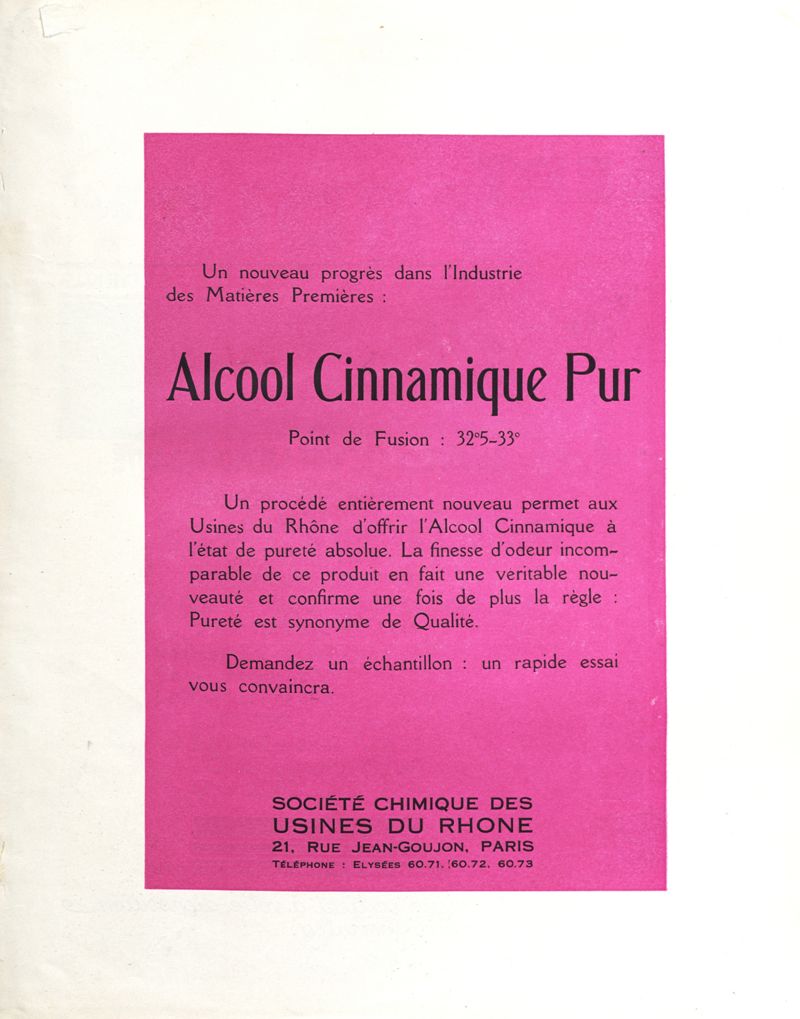 Un nouveau progrès dans l'Industrie
des Matières Premières :
Alcool Cinnamique Pur
Point de Fusion : 32°5-33°
Un procédé entièrement nouveau permet aux
Usines du Rhône d'offrir l'Alcool Cinnamique à
l'état de pureté absolue. La finesse d'odeur incom-
parable de ce produit en fait une veritable nou-
veauté et confirme une fois de plus la règle :
Pureté est synonyme de Qualité.
Demandez un échantillon : un rapide essai
vous convaincra.
SOCIÉTÉ CHIMIQUE DES
USINES DU RHONE
21, RUE JEAN-GOUJON, PARIS
TÉLÉPHONE : ELYSÉES 60.71, 60.72, 60.73